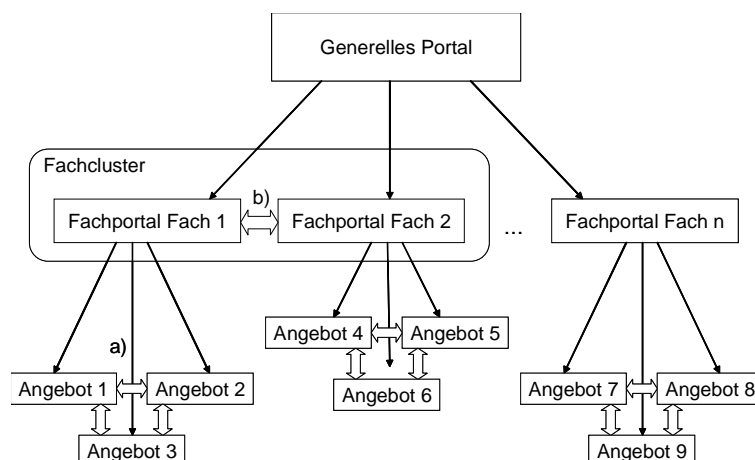 Generelles Portal
Fachcluster
b)
Fachportal Fach 1
Fachportal Fach 2
...
Fachportal Fach n
a)
Angebot 4
Angebot 5
Angebot 1
Angebot 2
Angebot 6
Angebot 7
Angebot 8
Angebot 3
Angebot 9